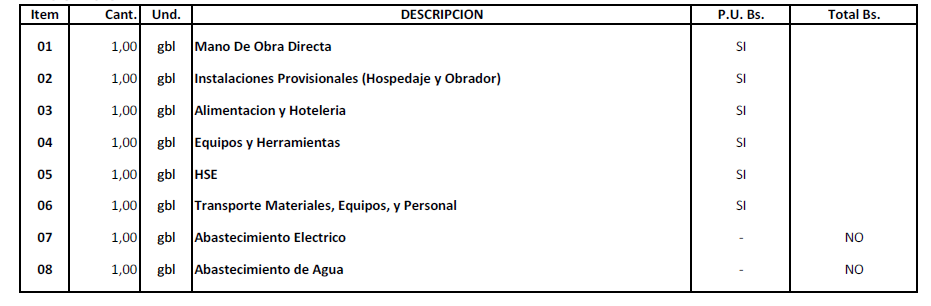 Item Cant. Und. DESCRIPCION P.U. Bs. Total Bs.
01 1,00 gbl Mano De Obra Directa SI
02 1,00 gbl Instalaciones Provisionales (Hospedaje y Obrador) SI
03 1,00 gbl Alimentacion y Hoteleria SI
04 1,00 gbl Equipos y Herramientas SI
05 1,00 gbl HSE SI
06 1,00 gbl Transporte Materiales, Equipos, y Personal SI
07 1,00 gbl Abastecimiento Electrico - NO
08 1,00 gbl Abastecimiento de Agua - NO